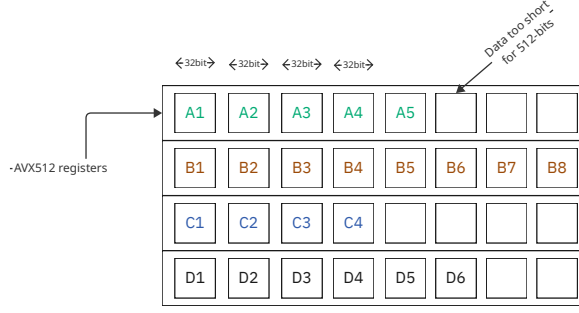 Data too short-
for 512-bits
32bit 32bit 32bit 32bit
A1 A2 A3 A4 A5
-AVX512 registers
B1 B2 B3 B4 B5 B6 B7 B8
C1 C2 C3 C4
D1 D2 D3 D4 D5 D6